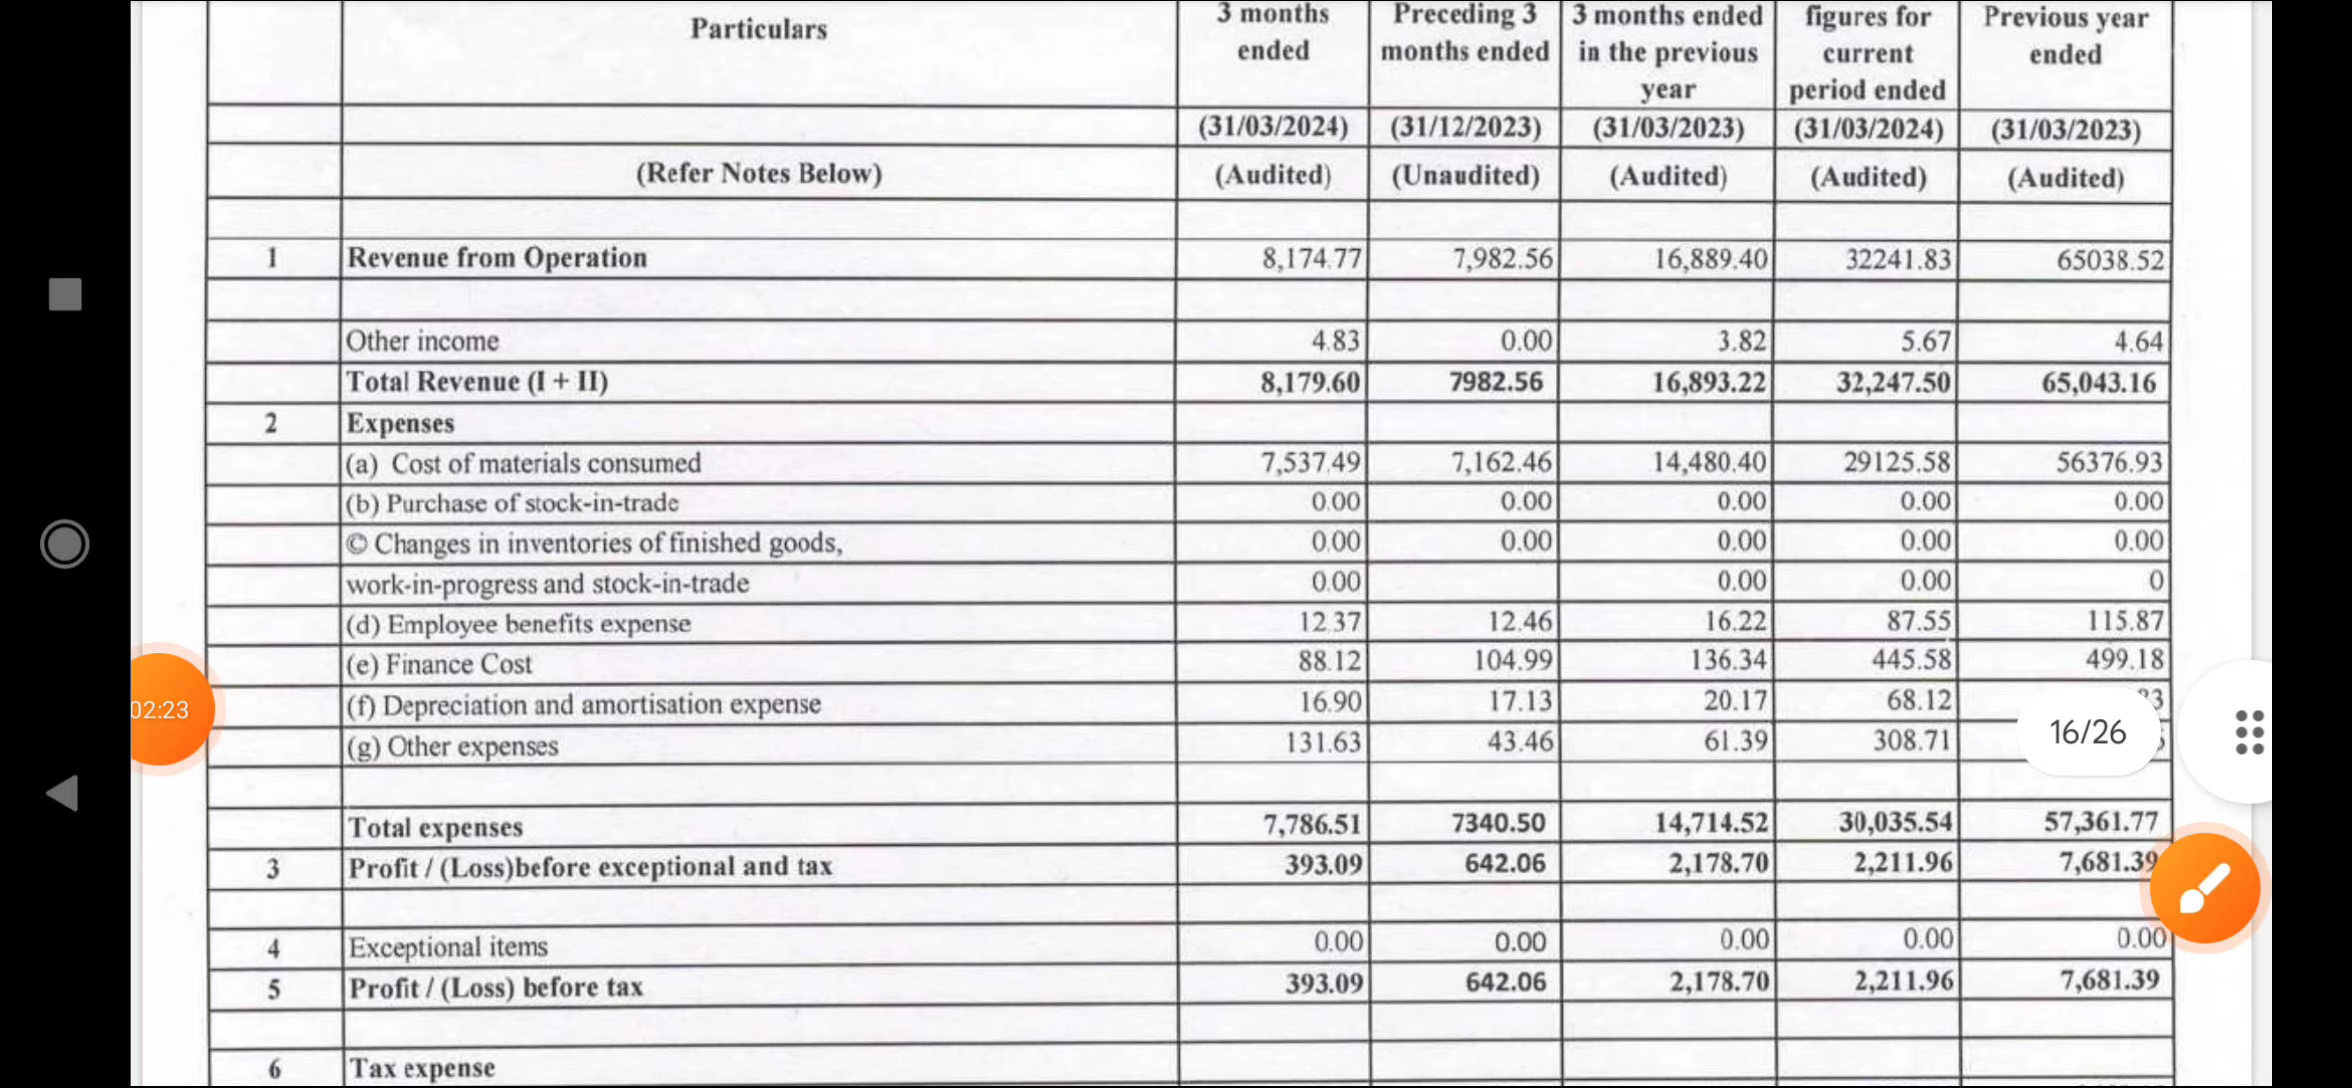 Particulars
3 months ended
Preceding 3 months ended
3 months ended in the previous year
figures for current period ended
Previous year ended
(31/03/2024) (31/12/2023) (31/03/2023) (31/03/2024) (31/03/2023)
(Refer Notes Below) (Audited) (Unaudited) (Audited) (Audited) (Audited)
1 Revenue from Operation 8,174.77 7,982.56 16,889.40 32241.83 65038.52
Other income 4.83 0.00 3.82 5.67 4.64
Total Revenue (I + II) 8,179.60 7982.56 16,893.22 32,247.50 65,043.16
2 Expenses
(a) Cost of materials consumed 7,537.49 7,162.46 14,480.40 29125.58 56376.93
(b) Purchase of stock-in-trade 0.00 0.00 0.00 0.00 0.00
© Changes in inventories of finished goods, 0.00 0.00 0.00 0.00 0.00
work-in-progress and stock-in-trade 0.00 0.00 0.00 0
(d) Employee benefits expense 12.37 12.46 16.22 87.55 115.87
(e) Finance Cost 88.12 104.99 136.34 445.58 499.18
(f) Depreciation and amortisation expense 16.90 17.13 20.17 68.12
02:23
16/26
(g) Other expenses 131.63 43.46 61.39 308.71
Total expenses 7,786.51 7340.50 14,714.52 30,035.54 57,361.77
3 Profit / (Loss)before exceptional and tax 393.09 642.06 2,178.70 2,211.96 7,681.39
4 Exceptional items 0.00 0.00 0.00 0.00 0.00
5 Profit / (Loss) before tax 393.09 642.06 2,178.70 2,211.96 7,681.39
6 Tax expense